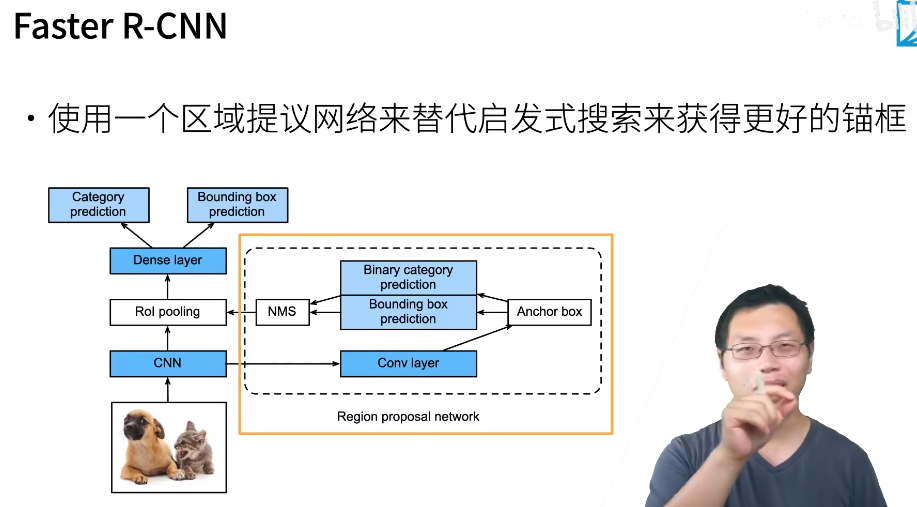 Faster R-CNN
• 使用一个区域提议网络来替代启发式搜索来获得更好的锚框
Category
prediction
Bounding box
prediction
Dense layer
RoI pooling
CNN
NMS
Binary category
prediction
Bounding box
prediction
Anchor box
Conv layer
Region proposal network